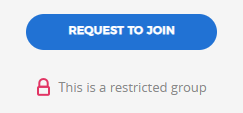 REQUEST TO JOIN
This is a restricted group